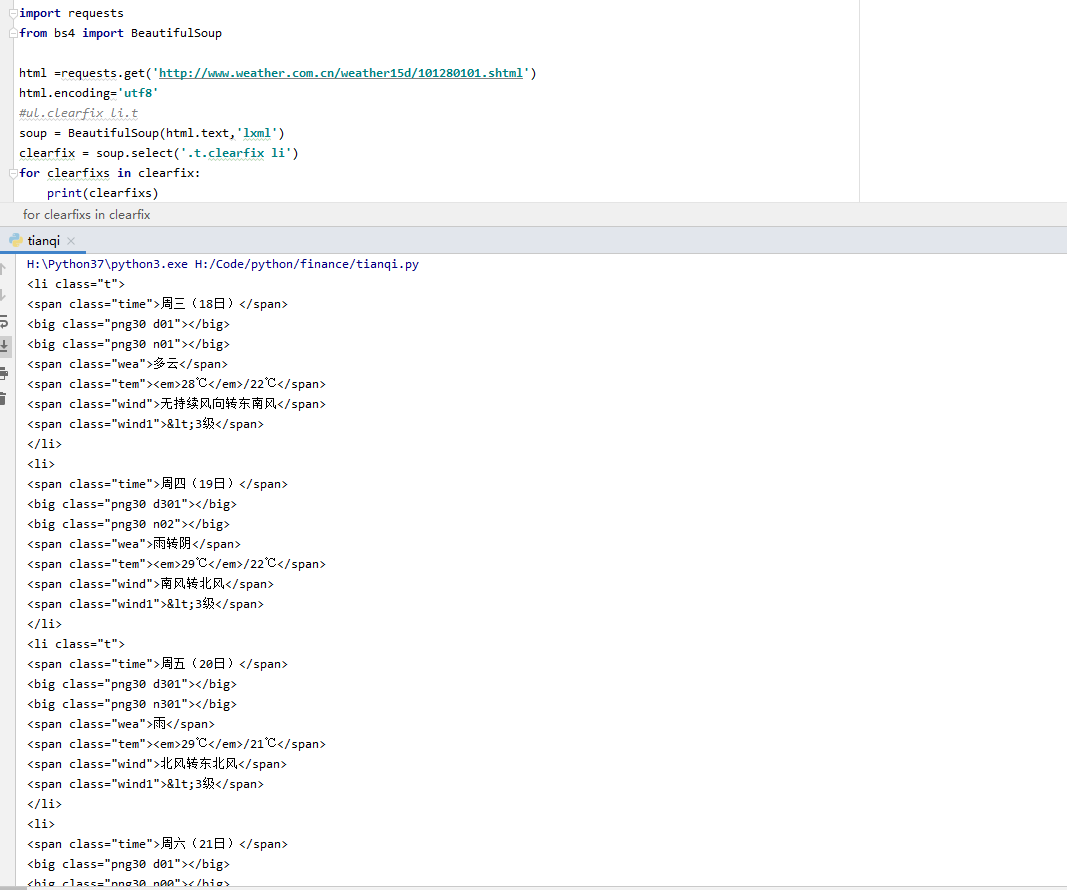 import requests
from bs4 import BeautifulSoup
html =requests.get('http://www.weather.com.cn/weather15d/101280101.shtml')
html.encoding='utf8'
#ul.clearfix li.t
soup = BeautifulSoup(html.text,'lxml')
clearfix = soup.select('.t.clearfix li')
for clearfixs in clearfix:
    print(clearfixs)
for clearfixs in clearfix
tianqi
H:\Python37\python3.exe H:/Code/python/finance/tianqi.py
<li class="t">
<span class="time">周三（18日）</span>
<big class="png30 d01"></big>
<big class="png30 n01"></big>
<span class="wea">多云</span>
<span class="tem"><em>28℃</em>/22℃</span>
<span class="wind">无持续风向转东南风</span>
<span class="wind1">&lt;3级</span>
</li>
<li>
<span class="time">周四（19日）</span>
<big class="png30 d301"></big>
<big class="png30 n02"></big>
<span class="wea">雨转阴</span>
<span class="tem"><em>29℃</em>/22℃</span>
<span class="wind">南风转北风</span>
<span class="wind1">&lt;3级</span>
</li>
<li class="t">
<span class="time">周五（20日）</span>
<big class="png30 d301"></big>
<big class="png30 n301"></big>
<span class="wea">雨</span>
<span class="tem"><em>29℃</em>/21℃</span>
<span class="wind">北风转东北风</span>
<span class="wind1">&lt;3级</span>
</li>
<li>
<span class="time">周六（21日）</span>
<big class="png30 d01"></big>
<big class="png30 n00"></big>